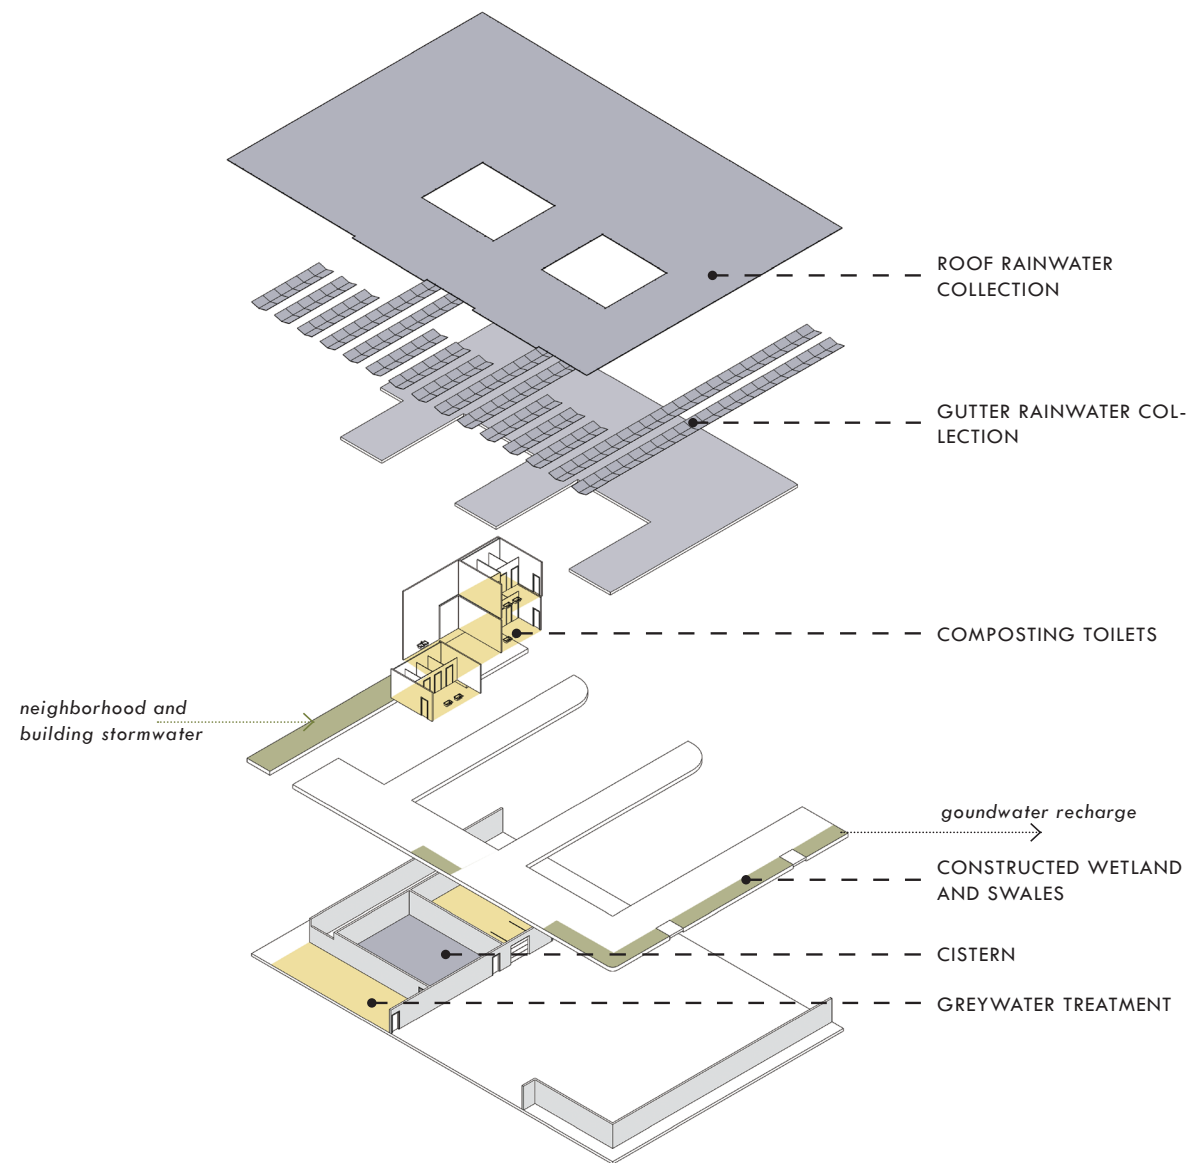 ROOF RAINWATER
COLLECTION
GUTTER RAINWATER COL-
LECTION
COMPOSTING TOILETS
neighborhood and
building stormwater
goundwater recharge
CONSTRUCTED WETLAND
AND SWALES
CISTERN
GREYWATER TREATMENT